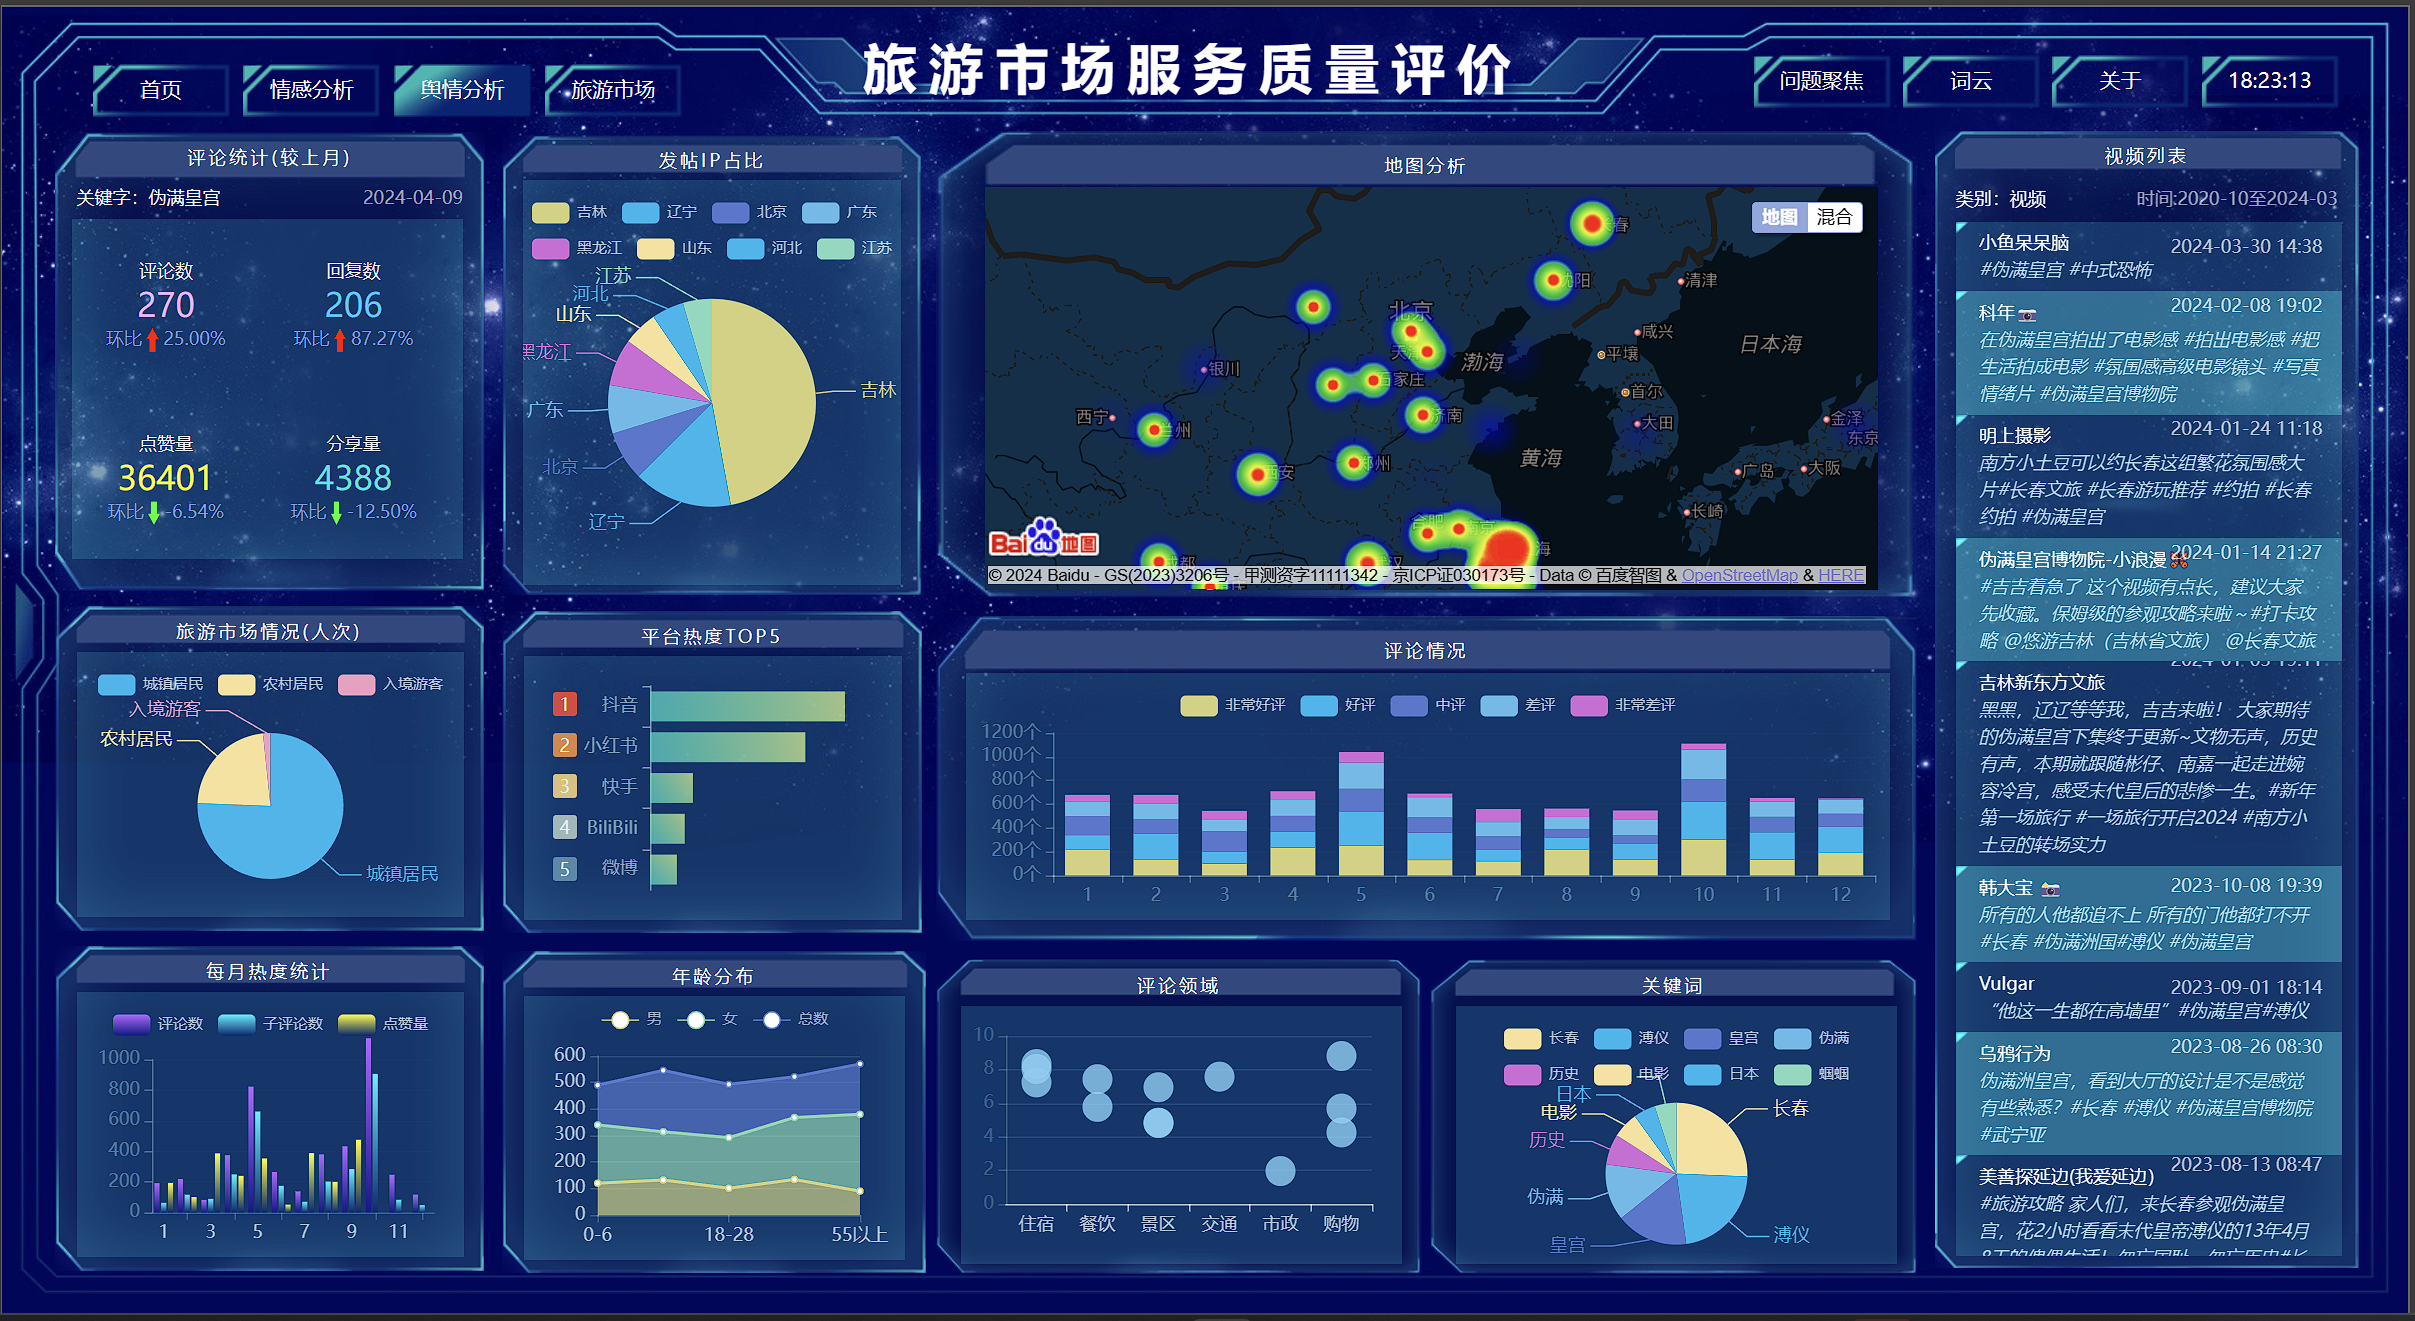 旅游市场服务质量评价
首页
情感分析
舆情分析
旅游市场
问题聚焦
词云
关于
18:23:13
评论统计(较上月)
关键字：伪满皇宫
2024-04-09
评论数
270
环比 25.00%
回复数
206
环比 87.27%
点赞量
36401
环比 -6.54%
分享量
4388
环比 -12.50%
发帖IP占比
吉林 辽宁 北京 广东
黑龙江 山东 河北 江苏
江苏
河北
山东
黑龙江
广东
北京
辽宁
吉林
地图分析
地图 混合
春
阳
清津
北京
咸兴
平壤
日本海
渤海
天津
石家庄
银川
首尔
西宁
兰州
济南
大田
金泽
东京
黄海
西安
郑州
广岛
大阪
长崎
合肥
南京
海
成都
汉
Baidu地图
© 2024 Baidu - GS(2023)3206号 - 甲测资字11111342 - 京ICP证030173号 - Data © 百度智图 & OpenStreetMap & HERE
旅游市场情况(人次)
城镇居民 农村居民 入境游客
入境游客
农村居民
城镇居民
平台热度TOP5
1 抖音
2 小红书
3 快手
4 BiliBili
5 微博
评论情况
非常好评 好评 中评 差评 非常差评
1200个
1000个
800个
600个
400个
200个
0个
1 2 3 4 5 6 7 8 9 10 11 12
每月热度统计
评论数 子评论数 点赞量
1000
800
600
400
200
0
1 3 5 7 9 11
年龄分布
男 女 总数
600
500
400
300
200
100
0
0-6 18-28 55以上
评论领域
10
8
6
4
2
0
住宿 餐饮 景区 交通 市政 购物
关键词
长春 溥仪 皇宫 伪满
历史 电影 日本 蝈蝈
日本
电影
历史
伪满
皇宫
溥仪
长春
视频列表
类别：视频
时间:2020-10至2024-03
小鱼呆呆脑
2024-03-30 14:38
#伪满皇宫 #中式恐怖
科年📷
2024-02-08 19:02
在伪满皇宫拍出了电影感 #拍出电影感 #把
生活拍成电影 #氛围感高级电影镜头 #写真
情绪片 #伪满皇宫博物院
明上摄影
2024-01-24 11:18
南方小土豆可以约长春这组繁花氛围感大
片#长春文旅 #长春游玩推荐 #约拍 #长春
约拍 #伪满皇宫
伪满皇宫博物院-小浪漫
2024-01-14 21:27
#吉吉着急了 这个视频有点长，建议大家
先收藏。保姆级的参观攻略来啦～#打卡攻
略 @悠游吉林（吉林省文旅） @长春文旅
吉林新东方文旅
黑黑，辽辽等等我，吉吉来啦！ 大家期待
的伪满皇宫下集终于更新~文物无声，历史
有声，本期就跟随彬仔、南嘉一起走进婉
容冷宫，感受末代皇后的悲惨一生。#新年
第一场旅行 #一场旅行开启2024 #南方小
土豆的转场实力
韩大宝 📷
2023-10-08 19:39
所有的人他都追不上 所有的门他都打不开
#长春 #伪满洲国#溥仪 #伪满皇宫
Vulgar
2023-09-01 18:14
“他这一生都在高墙里”#伪满皇宫#溥仪
乌鸦行为
2023-08-26 08:30
伪满洲皇宫，看到大厅的设计是不是感觉
有些熟悉？#长春 #溥仪 #伪满皇宫博物院
#武宁亚
美善探延边(我爱延边)
2023-08-13 08:47
#旅游攻略 家人们，来长春参观伪满皇
宫，花2小时看看末代皇帝溥仪的13年4月